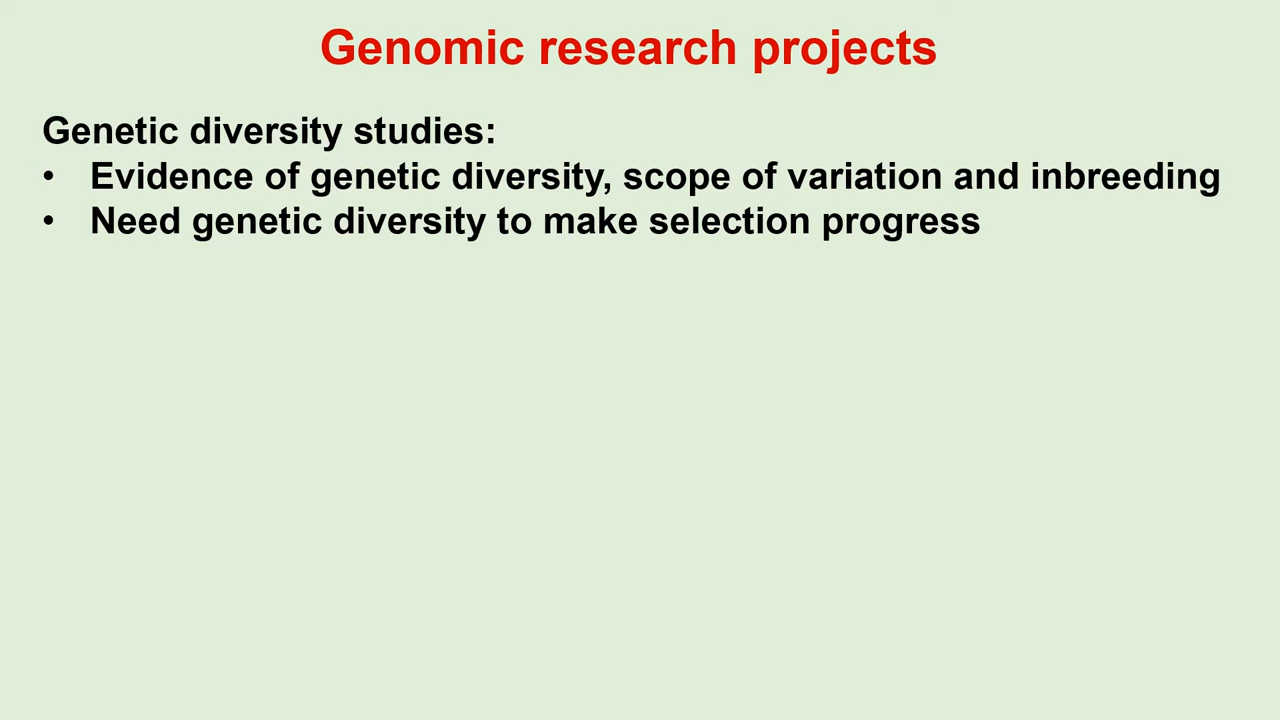 Genomic research projects
Genetic diversity studies:
• Evidence of genetic diversity, scope of variation and inbreeding
• Need genetic diversity to make selection progress